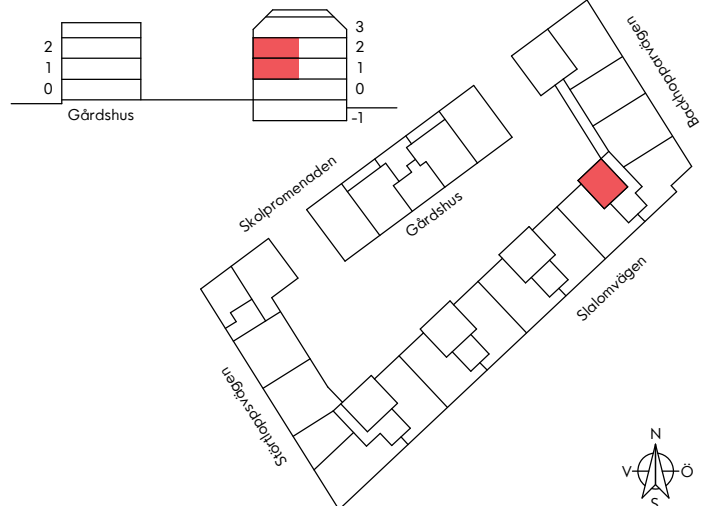 3
2
2
1
1
0
0
-1
Gårdshus
Backhopparvägen
Skolpromenaden
Gårdshus
Slalomvägen
Störtloppsvägen
N
V
Ö
S